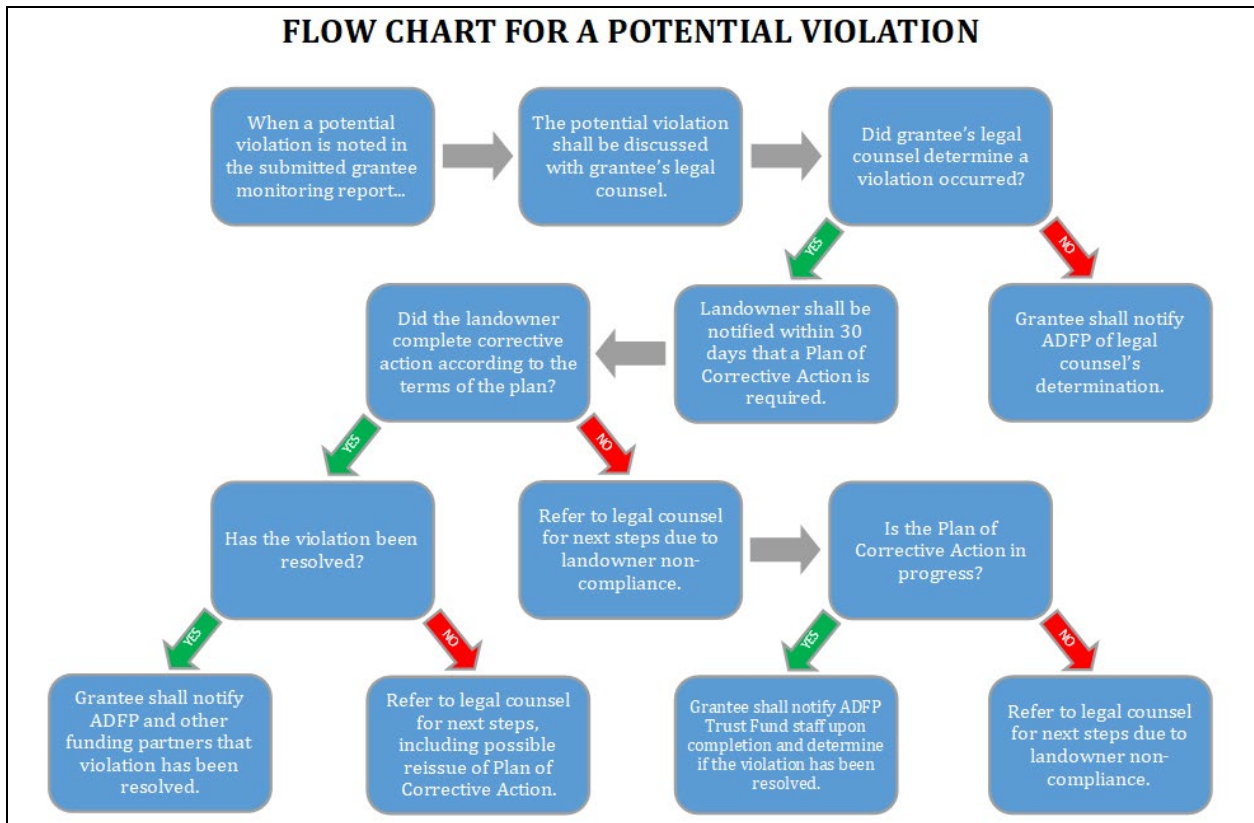 FLOW CHART FOR A POTENTIAL VIOLATION
When a potential
violation is noted in
the submitted grantee
monitoring report...
The potential violation
shall be discussed
with grantee's legal
counsel.
Did grantee's legal
counsel determine a
violation occurred?
YES
NO
Did the landowner
complete corrective
action according to the
terms of the plan?
Landowner shall be
notified within 30
days that a Plan of
Corrective Action is
required.
Grantee shall notify
ADFP of legal
counsel's
determination.
YES
NO
Has the violation been
resolved?
Refer to legal counsel
for next steps due to
landowner non-
compliance.
Is the Plan of
Corrective Action in
progress?
YES
NO
YES
NO
Grantee shall notify
ADFP and other
funding partners that
violation has been
resolved.
Refer to legal counsel
for next steps,
including possible
reissue of Plan of
Corrective Action.
Grantee shall notify ADFP
Trust Fund staff upon
completion and determine
if the violation has been
resolved.
Refer to legal counsel
for next steps due to
landowner non-
compliance.